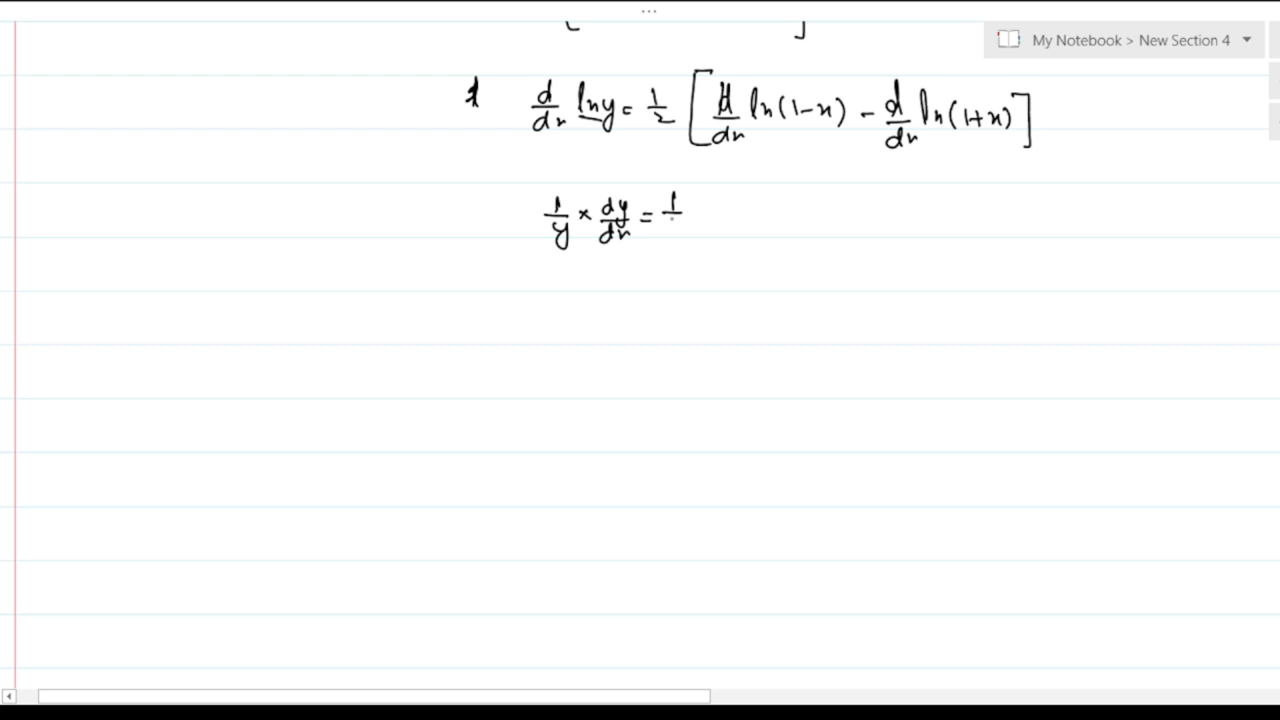 ...
My Notebook > New Section 4
d/dx ln y = 1/2 [d/dx ln(1-x) - d/dx ln(1+x)]
1/y × dy/dx = 1